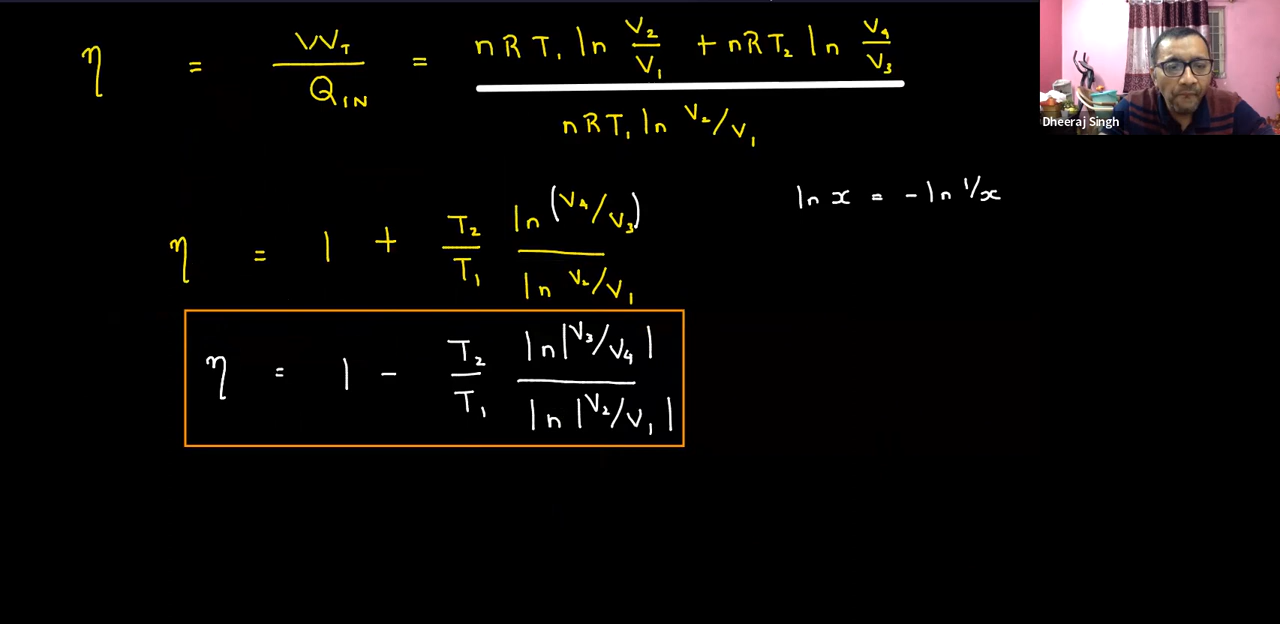 η = W_T / Q_IN = (nRT₁ ln V₂/V₁ + nRT₂ ln V₄/V₃) / (nRT₁ ln V₂/V₁)
Dheeraj Singh
ln x = -ln 1/x
η = 1 + T₂/T₁ ln(V₄/V₃) / ln V₂/V₁
η = 1 - T₂/T₁ ln|V₃/V₄| / ln|V₂/V₁|